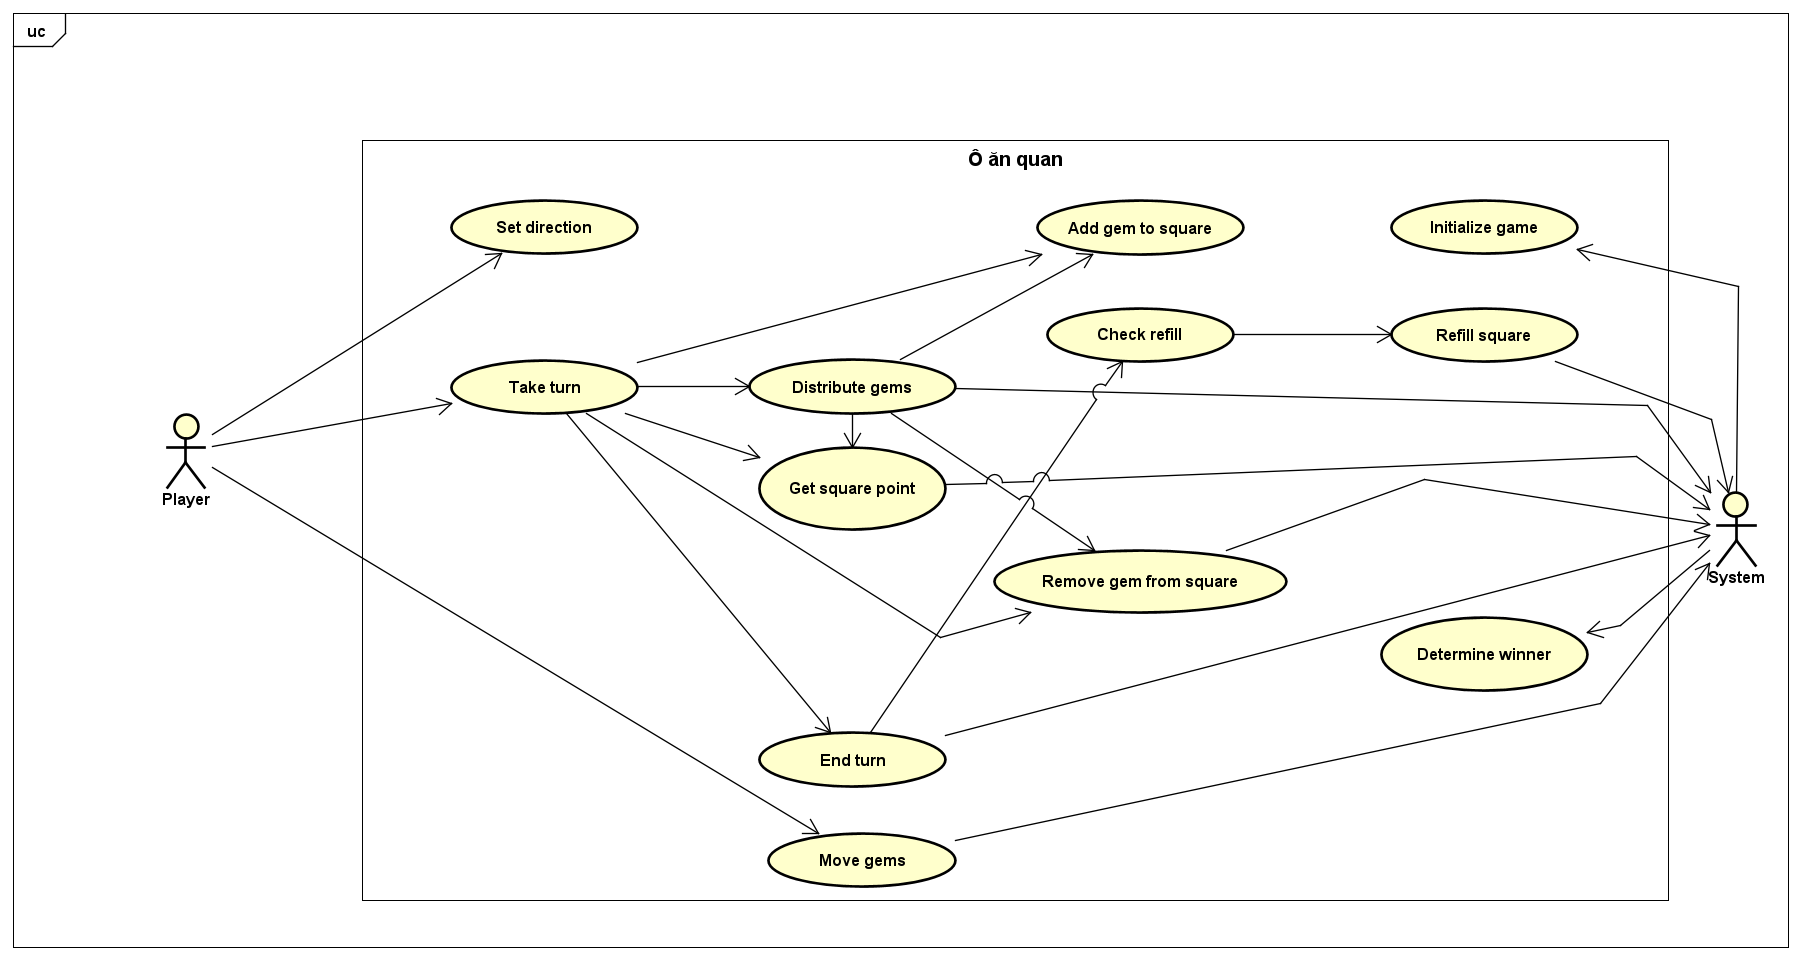 uc
Ô ăn quan
Set direction
Add gem to square
Initialize game
Check refill
Refill square
Take turn
Distribute gems
Player
Get square point
System
Remove gem from square
Determine winner
End turn
Move gems